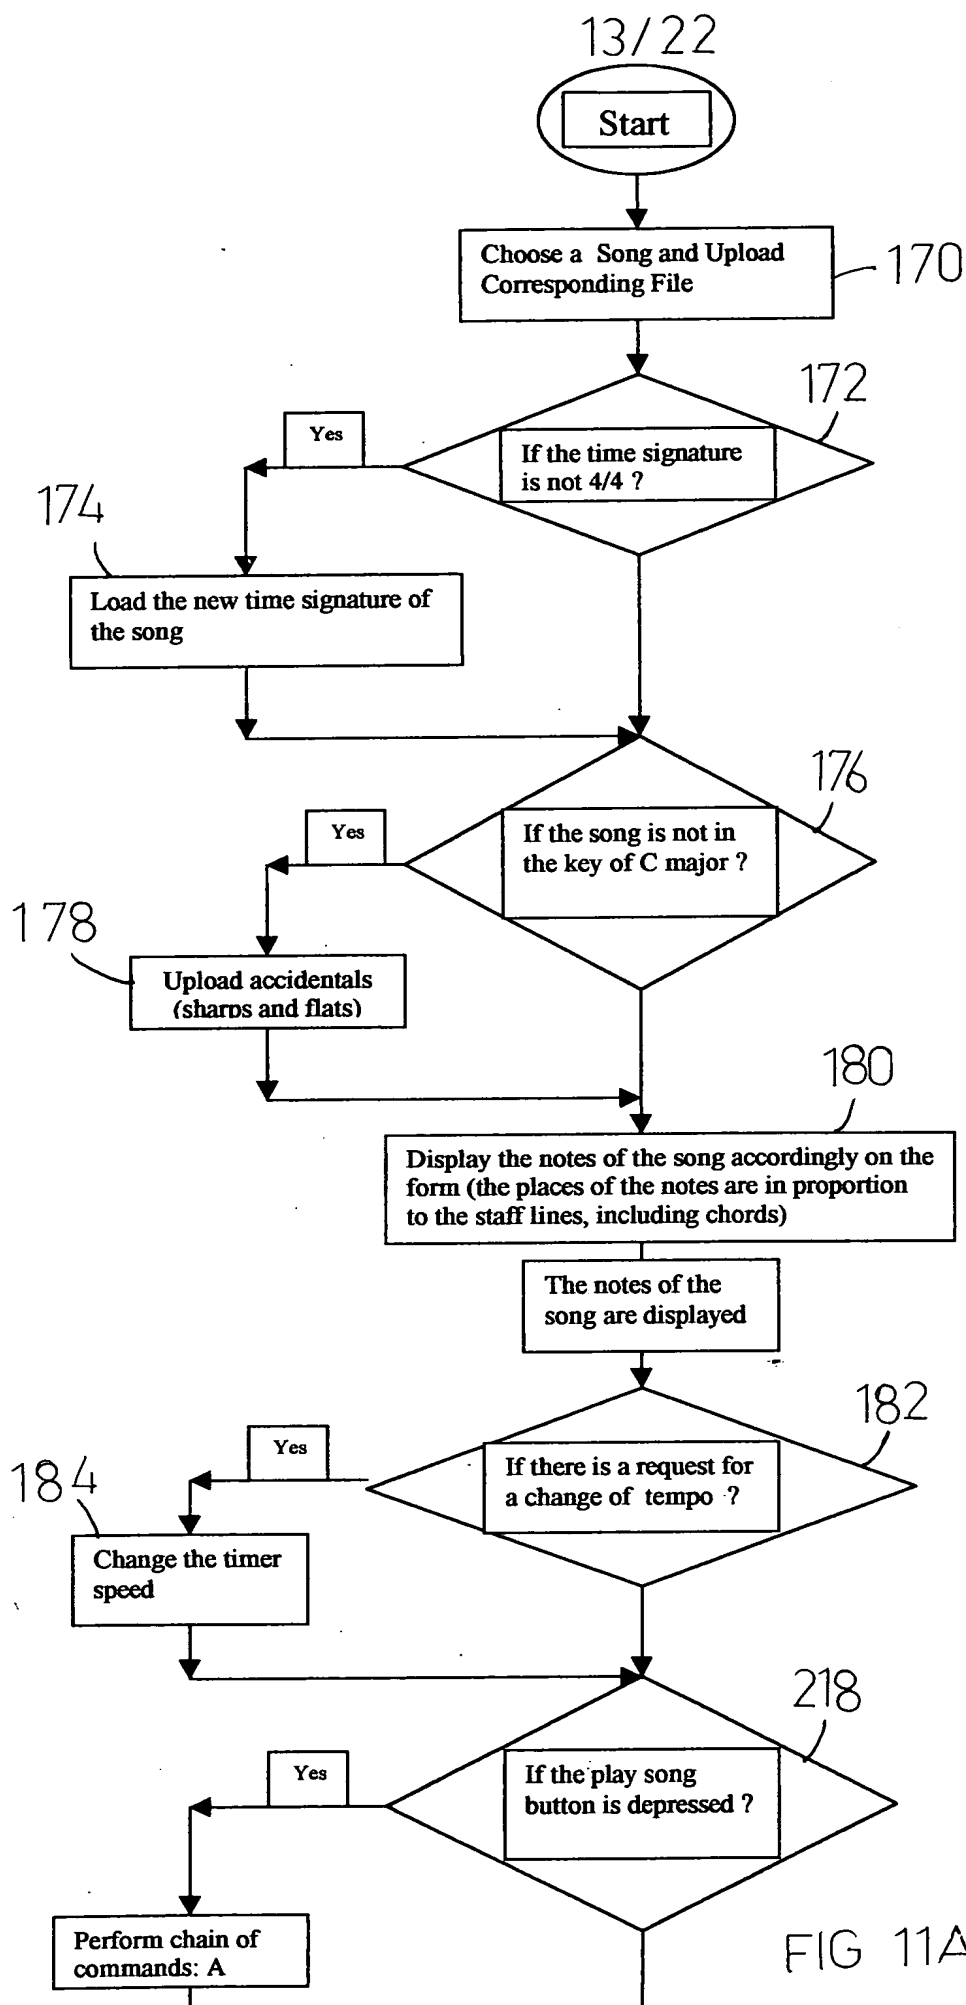 13/22
Start
Choose a Song and Upload
Corresponding File
170
172
Yes
If the time signature
is not 4/4 ?
174
Load the new time signature of
the song
176
Yes
If the song is not in
the key of C major ?
178
Upload accidentals
(sharps and flats)
180
Display the notes of the song accordingly on the
form (the places of the notes are in proportion
to the staff lines, including chords)
The notes of the
song are displayed
182
Yes
If there is a request for
a change of tempo ?
184
Change the timer
speed
218
Yes
If the play song
button is depressed ?
Perform chain of
commands: A
FIG 11A